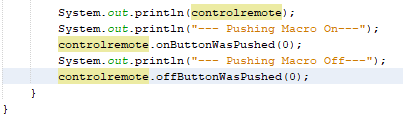 System.out.println(controlremote);
System.out.println("--- Pushing Macro On---");
controlremote.onButtonWasPushed(0);
System.out.println("--- Pushing Macro Off---");
controlremote.offButtonWasPushed(0);
}
}